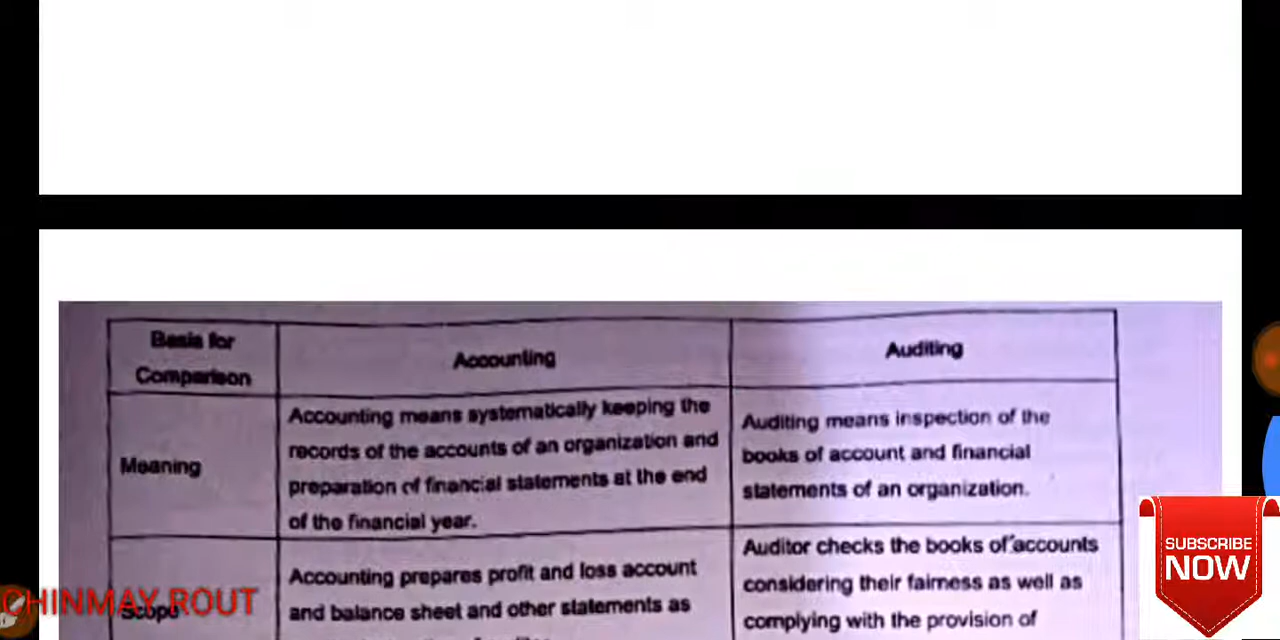 Basis for
Comparison
Accounting
Auditing
Meaning
Accounting means systematically keeping the
records of the accounts of an organization and
preparation of financial statements at the end
of the financial year.
Auditing means inspection of the
books of account and financial
statements of an organization.
Scope
Accounting prepares profit and loss account
and balance sheet and other statements as
Auditor checks the books of accounts
considering their fairness as well as
complying with the provision of
CHINMAY ROUT
SUBSCRIBE
NOW